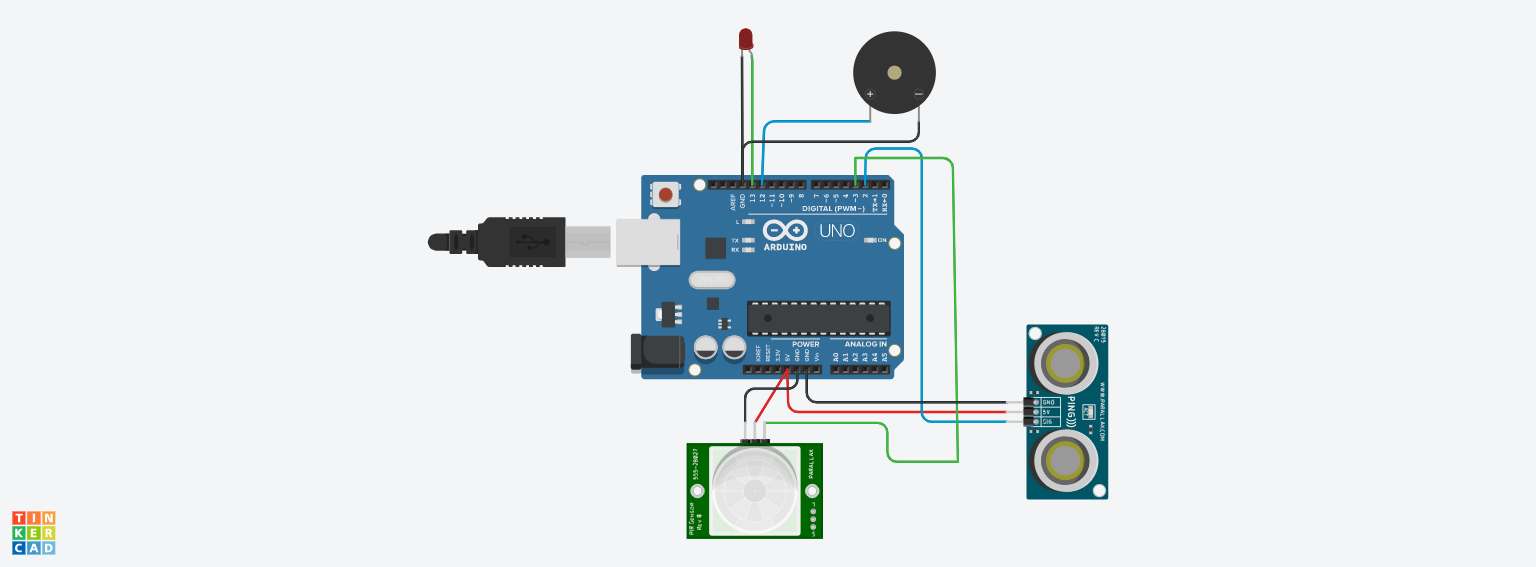 AREF
GND
13
12
~11
~10
~9
8
7
~6
~5
4
~3
2
TX→1
RX←0
DIGITAL (PWM~)
L
TX
RX
ARDUINO
UNO
ON
POWER
ANALOG IN
IOREF
RESET
3.3V
5V
GND
GND
Vin
A0
A1
A2
A3
A4
A5
28015
REV C
GND
5V
SIG
PING)))
WWW.PARALLAX.COM
555-28027
PIR Sensor
Rev B
PARALLAX
TIN
KER
CAD